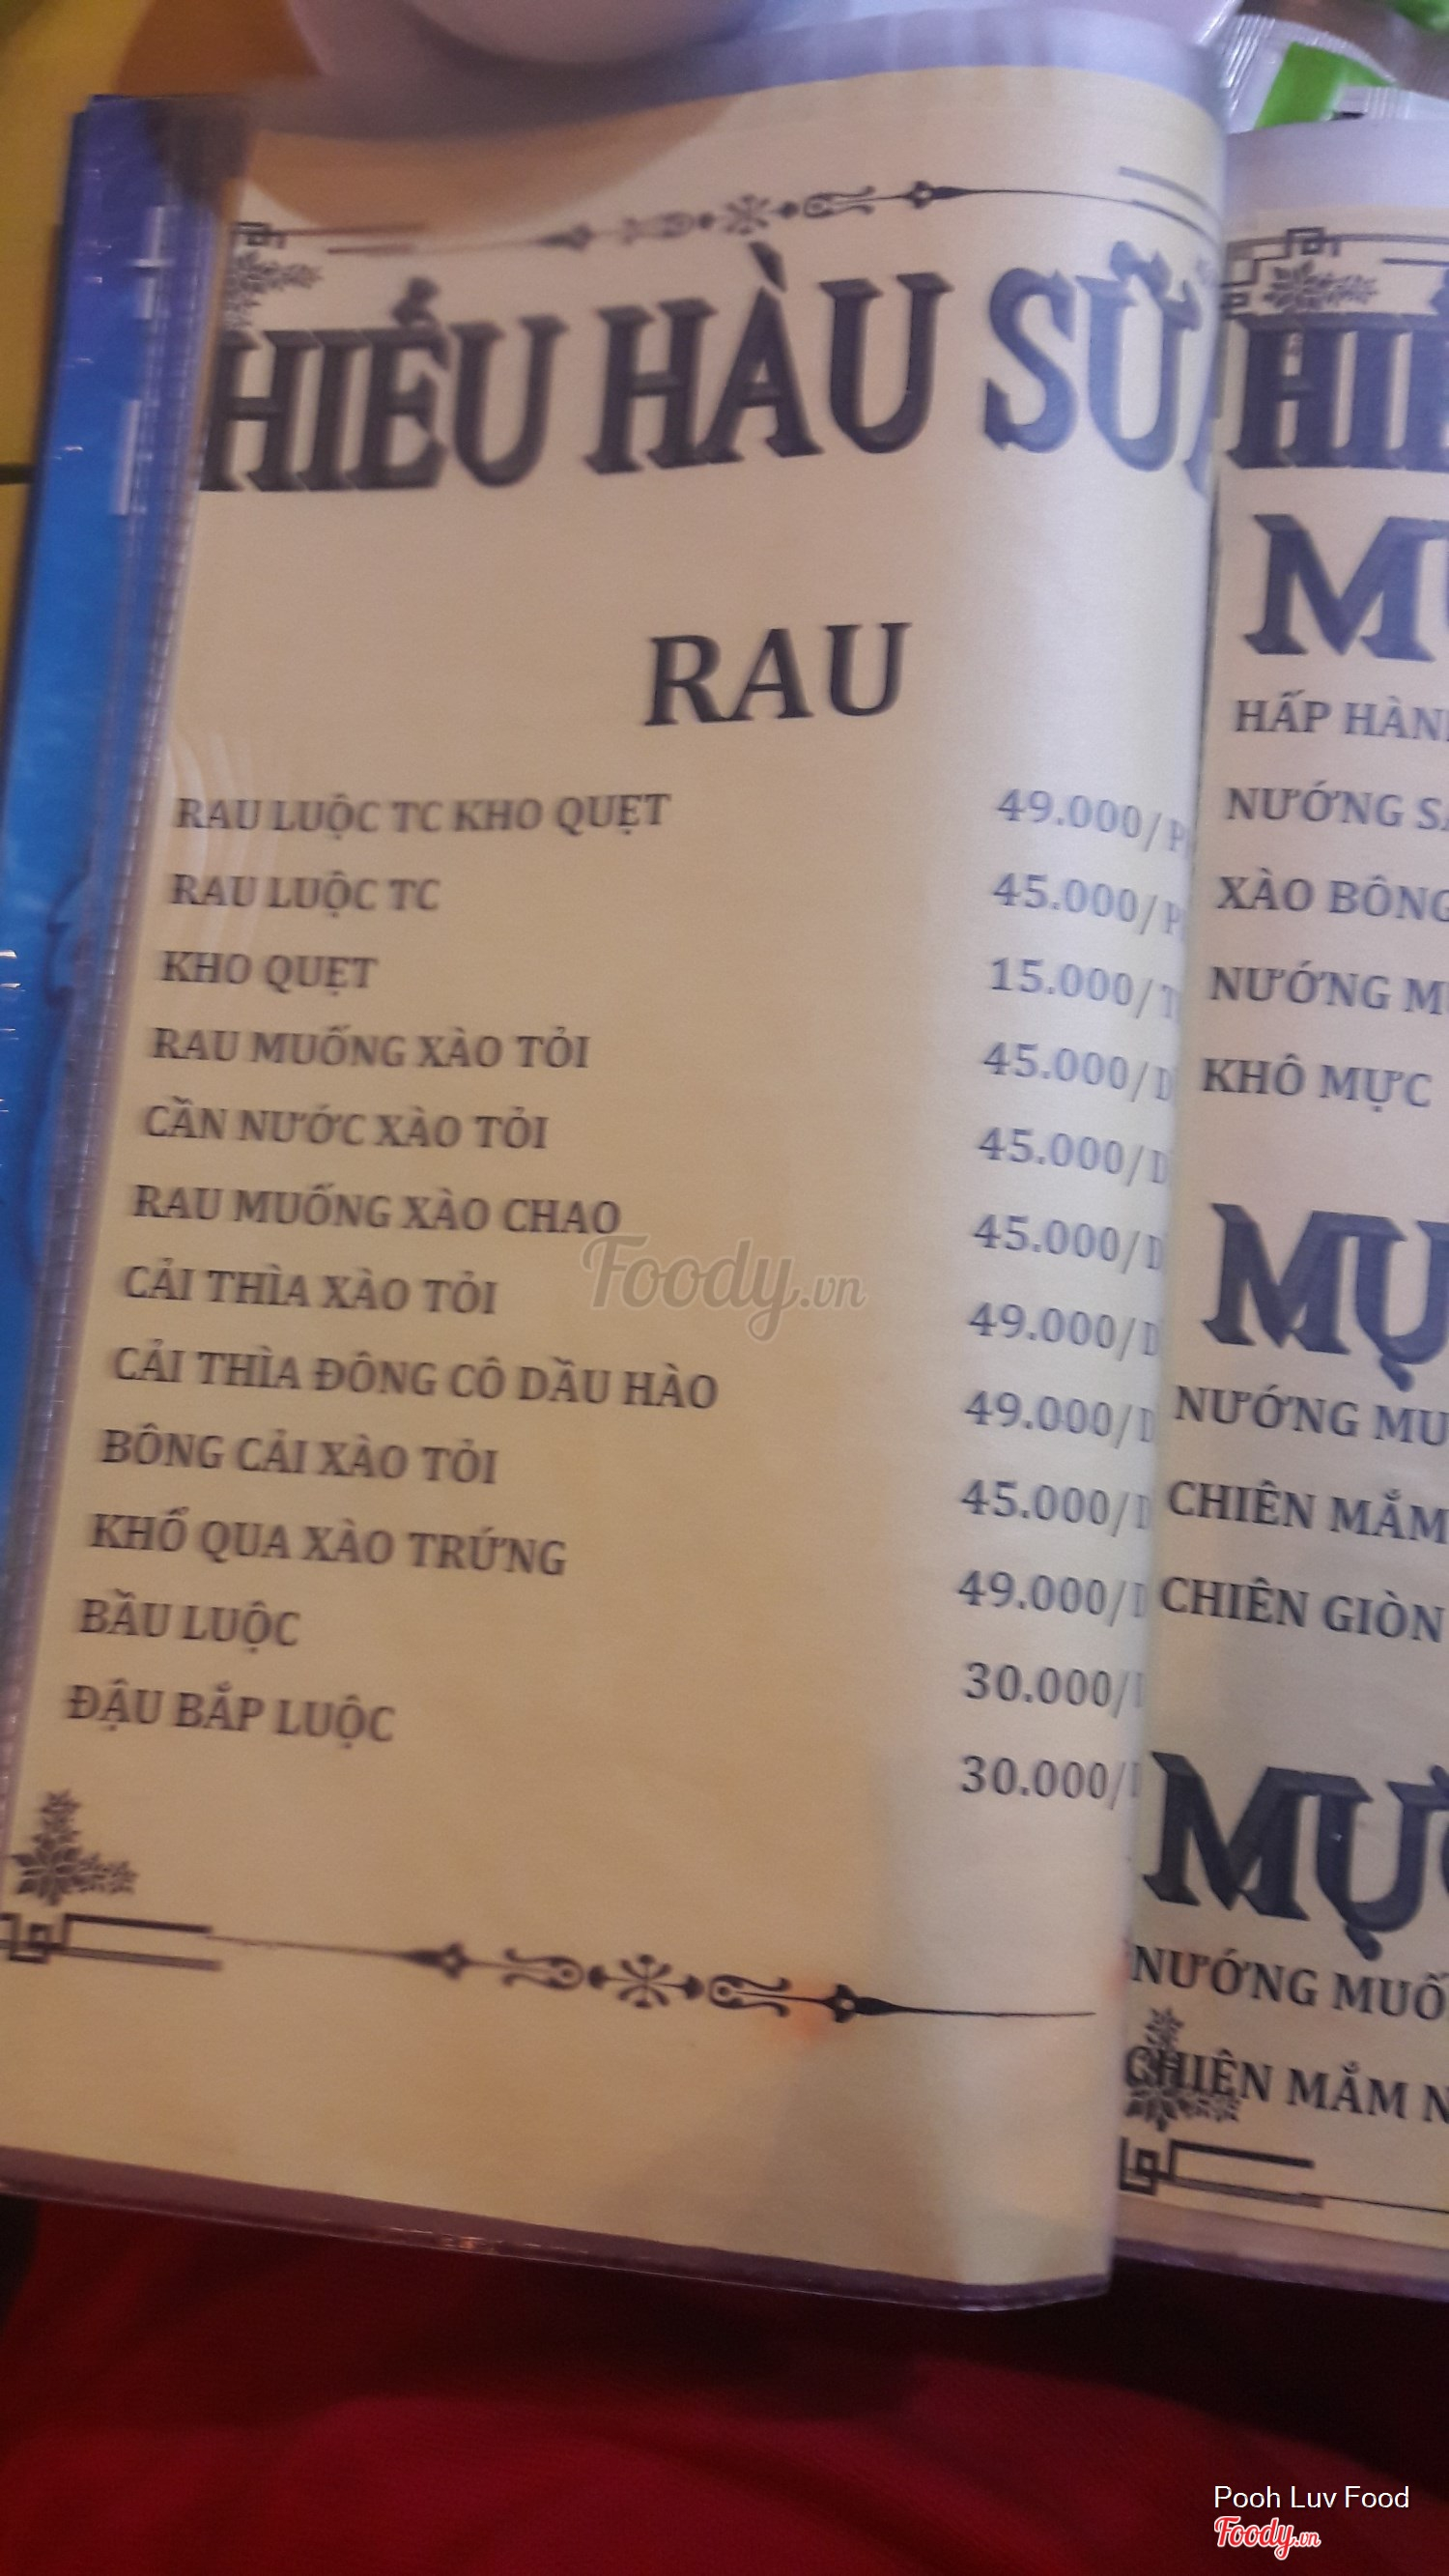 HIẾU HÀU SỮ
RAU
RAU LUỘC TC KHO QUẸT 49.000/P
RAU LUỘC TC 45.000/P
KHO QUẸT 15.000/T
RAU MUỐNG XÀO TỎI 45.000/D
CẦN NƯỚC XÀO TỎI 45.000/D
RAU MUỐNG XÀO CHAO 45.000/D
CẢI THÌA XÀO TỎI 49.000/D
CẢI THÌA ĐÔNG CÔ DẦU HÀO 49.000/D
BÔNG CẢI XÀO TỎI 45.000/D
KHỔ QUA XÀO TRỨNG 49.000/D
BẦU LUỘC 30.000/
ĐẬU BẮP LUỘC 30.000/
Foody.vn
HIẾ
HẤP HÀN
NƯỚNG S
XÀO BÔNG
NƯỚNG M
KHÔ MỰC
MỰ
NƯỚNG MU
CHIÊN MẮM
CHIÊN GIÒN
MỰ
NƯỚNG MUỐ
CHIÊN MẮM N
Pooh Luv Food
Foody.vn